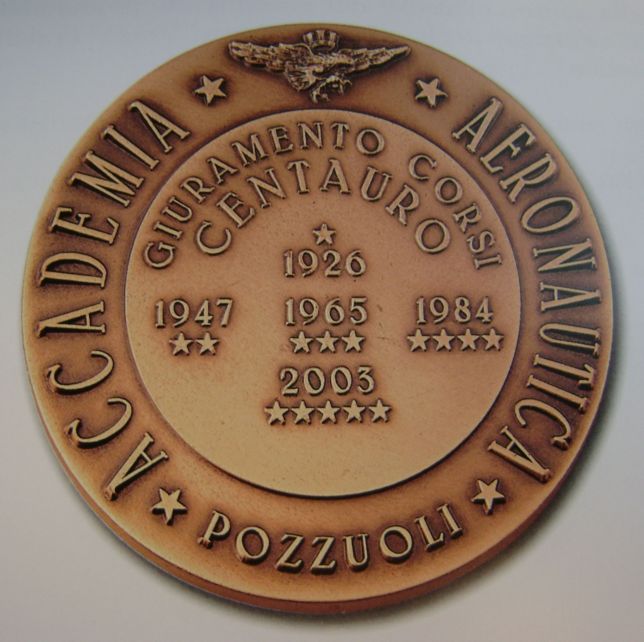 ACCADEMIA AERONAUTICA
GIURAMENTO CORSI
CENTAURO
1926
1947 1965 1984
2003
POZZUOLI